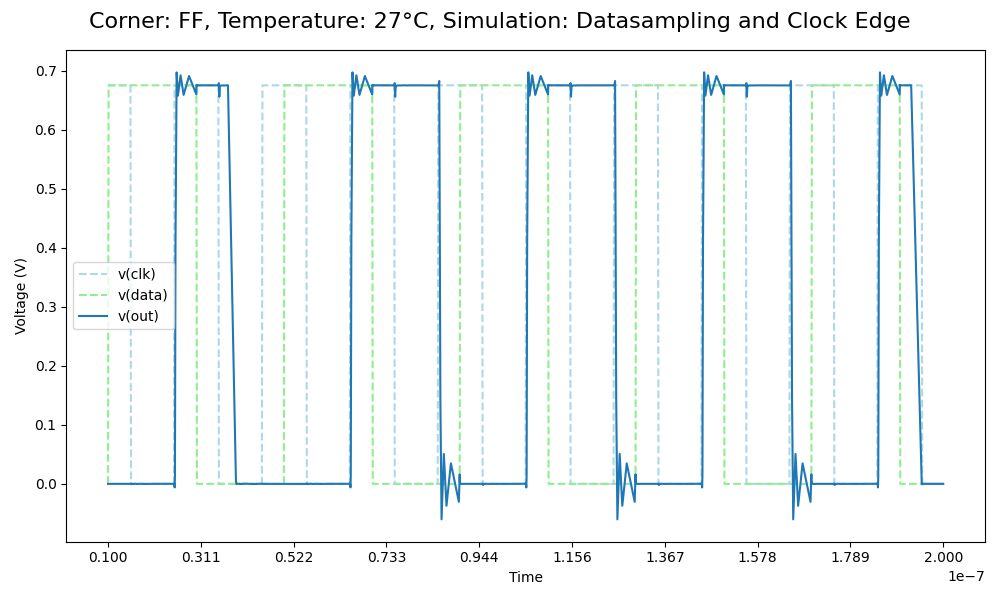 Corner: FF, Temperature: 27°C, Simulation: Datasampling and Clock Edge
Voltage (V)
0.7
0.6
0.5
0.4
0.3
0.2
0.1
0.0
v(clk)
v(data)
v(out)
0.100 0.311 0.522 0.733 0.944 1.156 1.367 1.578 1.789 2.000
Time
1e−7